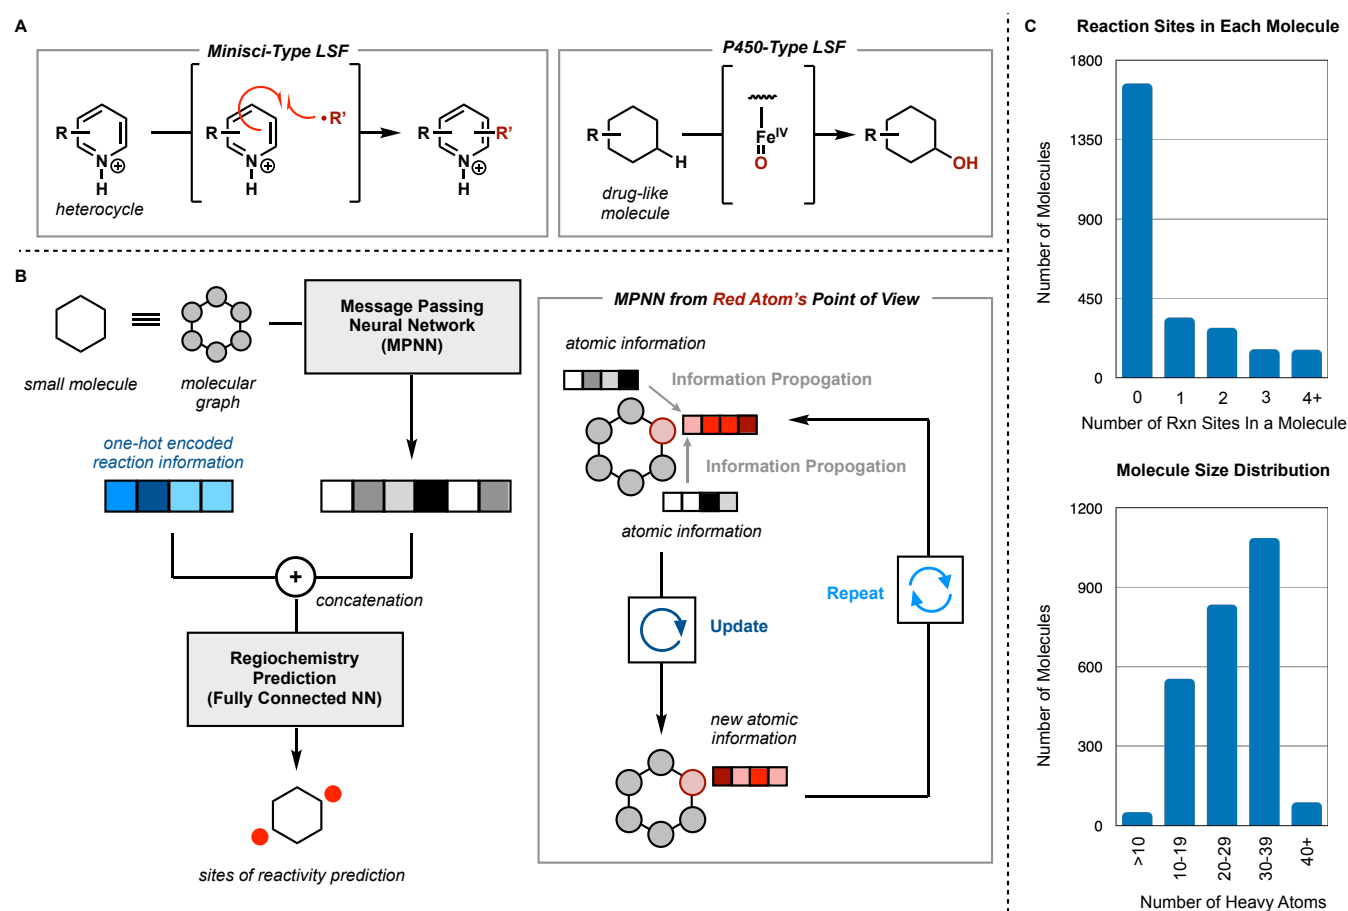 A
Minisci-Type LSF
R
N
H
heterocycle
R
N
H
•R’
R
R’
N
H
P450-Type LSF
R
H
drug-like
molecule
Fe^IV
O
R
OH
B
small molecule
molecular
graph
Message Passing
Neural Network
(MPNN)
one-hot encoded
reaction information
+
concatenation
Regiochemistry
Prediction
(Fully Connected NN)
sites of reactivity prediction
MPNN from Red Atom’s Point of View
atomic information
Information Propogation
Information Propogation
atomic information
Update
Repeat
new atomic
information
C
Reaction Sites in Each Molecule
Number of Molecules
1800
1350
900
450
0
0 1 2 3 4+
Number of Rxn Sites In a Molecule
Molecule Size Distribution
Number of Molecules
1200
900
600
300
0
>10
10-19
20-29
30-39
40+
Number of Heavy Atoms